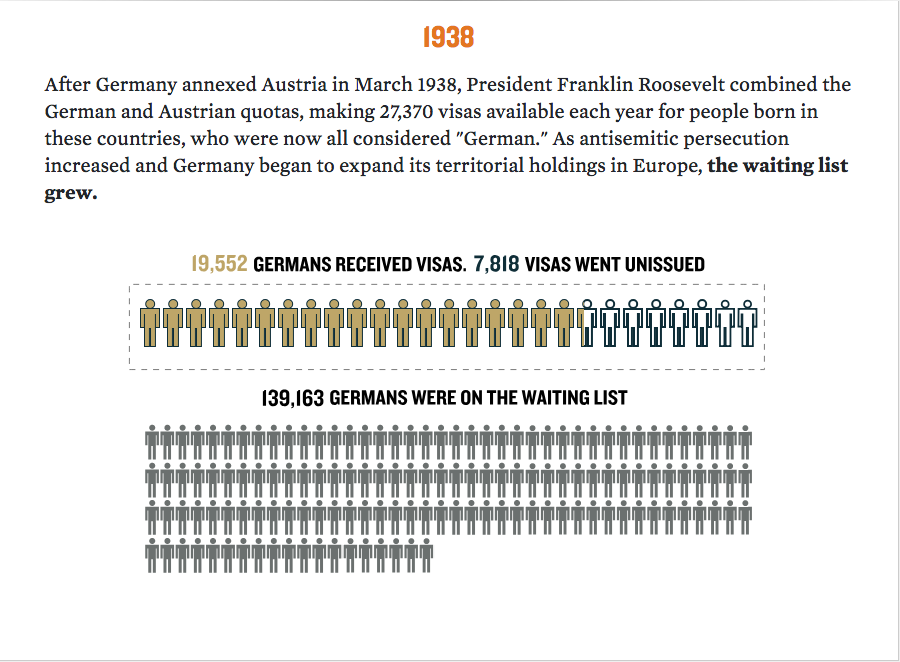 1938
After Germany annexed Austria in March 1938, President Franklin Roosevelt combined the
German and Austrian quotas, making 27,370 visas available each year for people born in
these countries, who were now all considered "German." As antisemitic persecution
increased and Germany began to expand its territorial holdings in Europe, the waiting list
grew.
19,552 GERMANS RECEIVED VISAS. 7,818 VISAS WENT UNISSUED
139,163 GERMANS WERE ON THE WAITING LIST